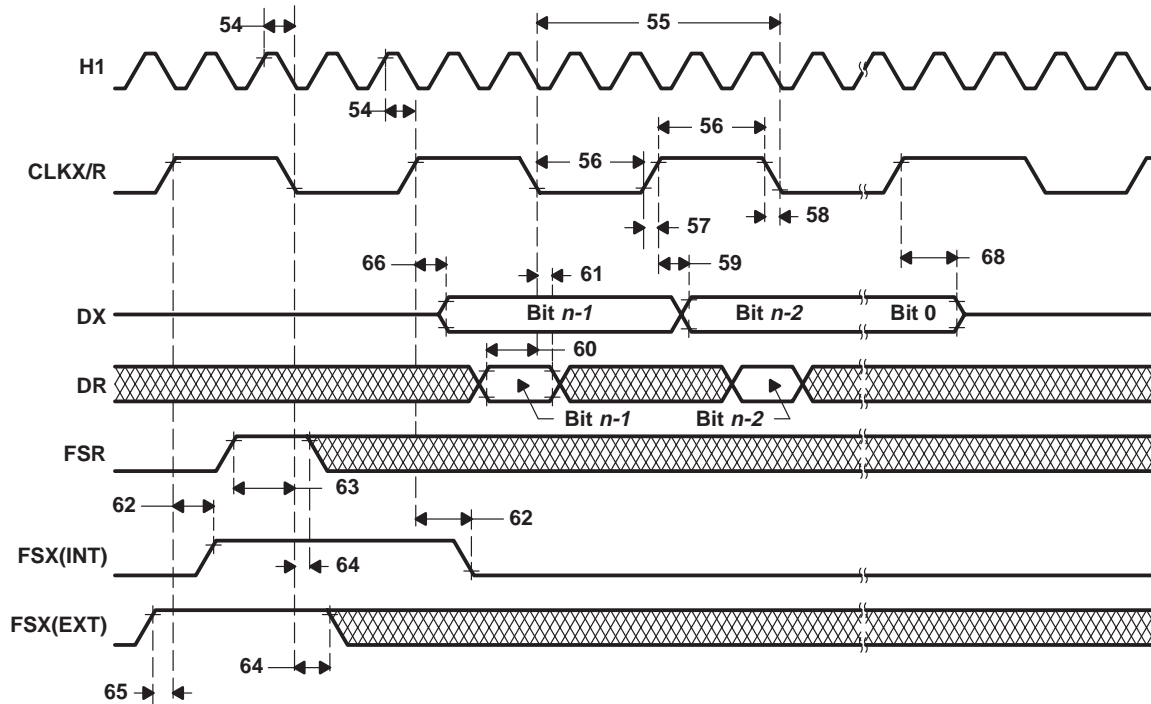 54
55
H1
54
56
56
CLKX/R
57
58
66
61
59
68
DX
Bit n-1
Bit n-2
Bit 0
60
DR
Bit n-1
Bit n-2
FSR
63
62
62
FSX(INT)
64
FSX(EXT)
64
65